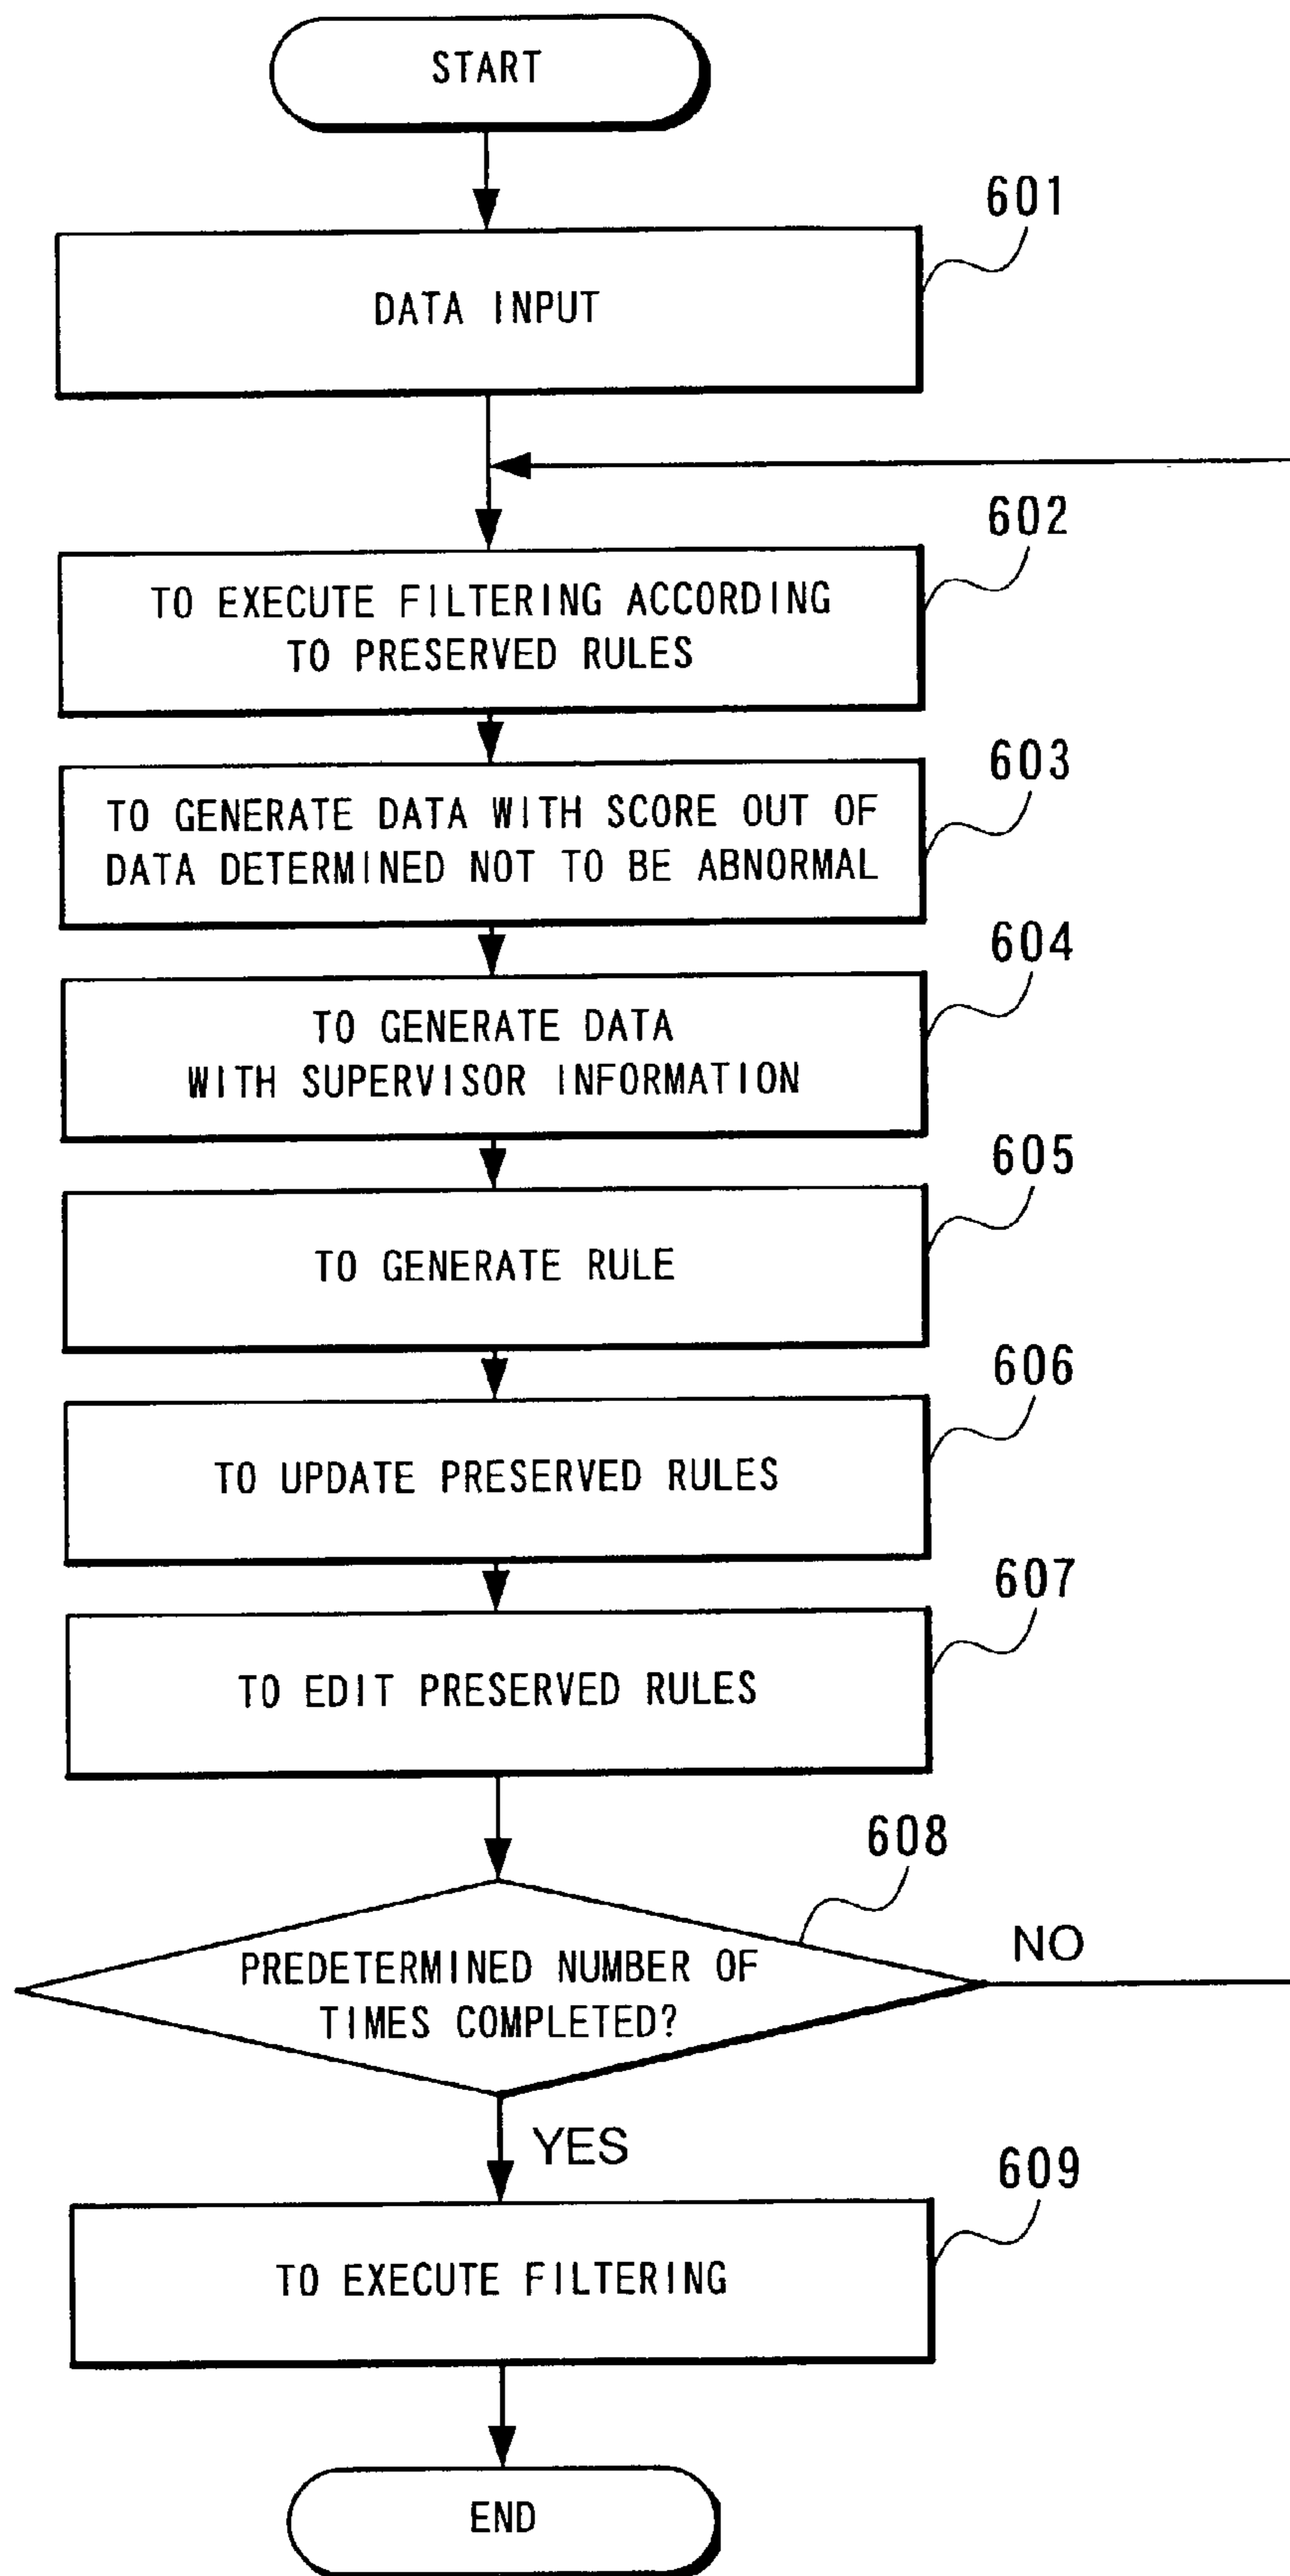 START
601
DATA INPUT
602
TO EXECUTE FILTERING ACCORDING
TO PRESERVED RULES
603
TO GENERATE DATA WITH SCORE OUT OF
DATA DETERMINED NOT TO BE ABNORMAL
604
TO GENERATE DATA
WITH SUPERVISOR INFORMATION
605
TO GENERATE RULE
606
TO UPDATE PRESERVED RULES
607
TO EDIT PRESERVED RULES
608
PREDETERMINED NUMBER OF
TIMES COMPLETED?
NO
YES
609
TO EXECUTE FILTERING
END